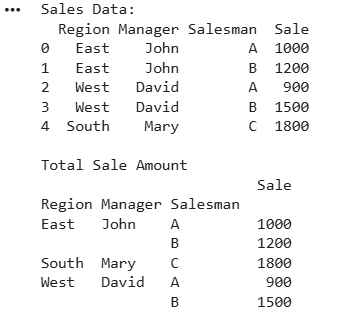 Sales Data:
Region Manager Salesman Sale
0 East John A 1000
1 East John B 1200
2 West David A 900
3 West David B 1500
4 South Mary C 1800
Total Sale Amount
Sale
Region Manager Salesman
East John A 1000
B 1200
South Mary C 1800
West David A 900
B 1500